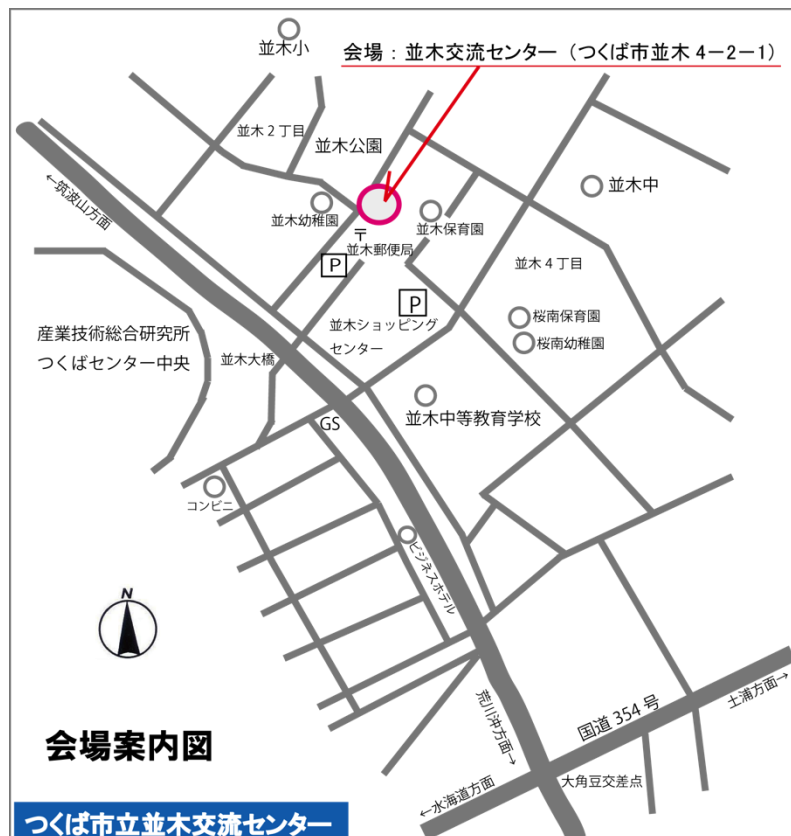 並木小
会場：並木交流センター（つくば市並木４－２－１）
並木２丁目
並木公園
並木中
←筑波山方面
並木幼稚園
〒
並木郵便局
並木保育園
P
並木４丁目
P
産業技術総合研究所
つくばセンター中央
並木大橋
並木ショッピング
センター
桜南保育園
桜南幼稚園
GS
並木中等教育学校
コンビニ
ビジネスホテル
N
荒川沖方面→
国道354号
土浦方面→
会場案内図
←水海道方面
大角豆交差点
つくば市立並木交流センター